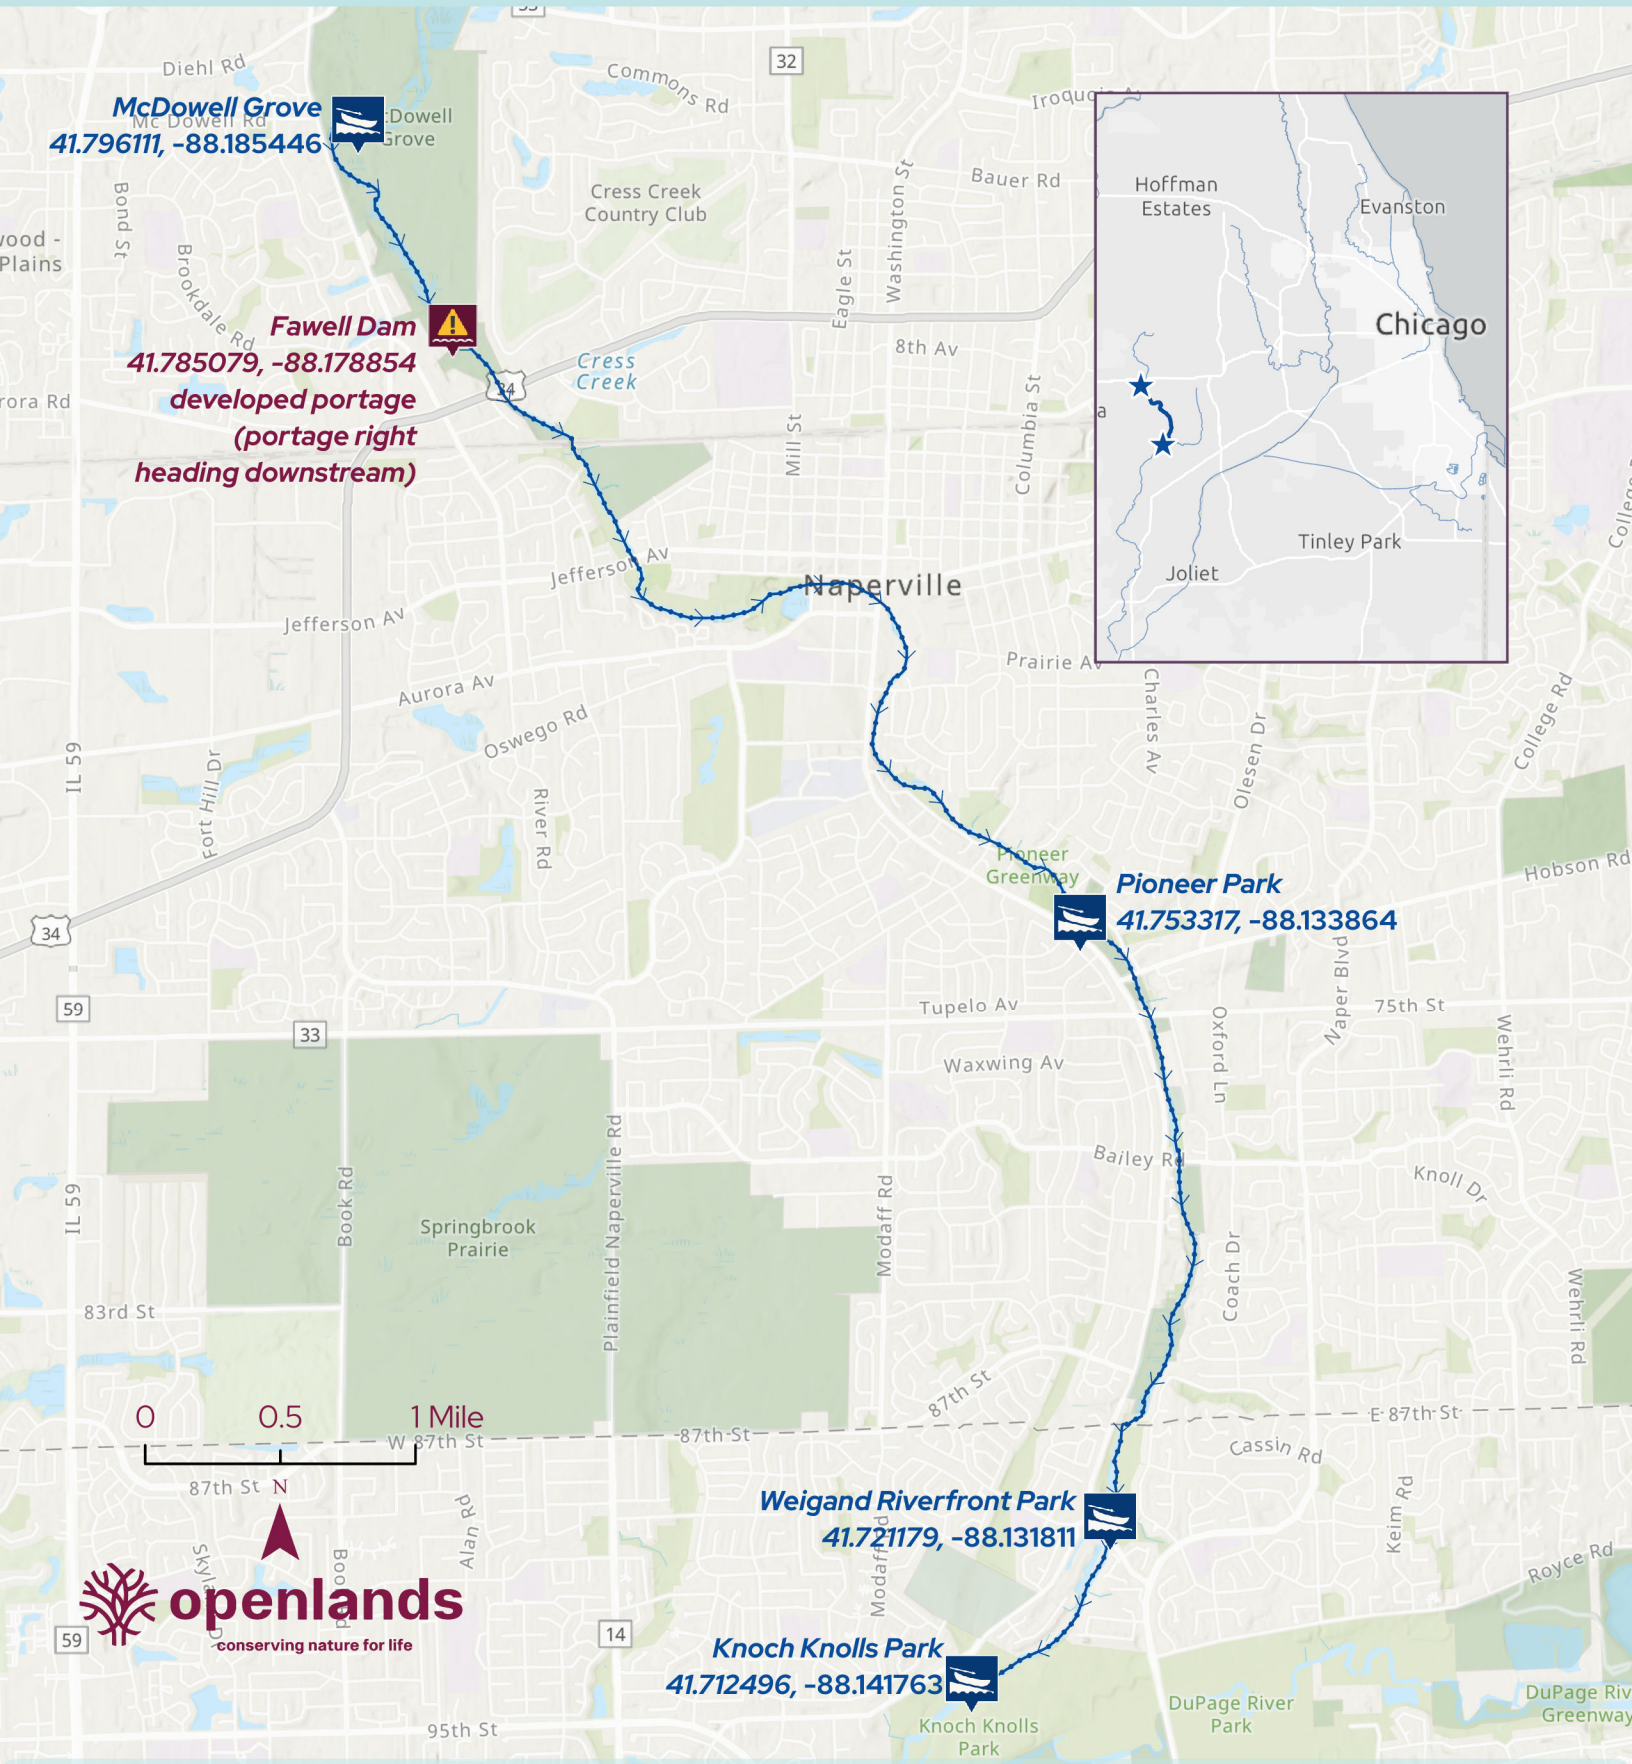 32
Diehl Rd
Commons Rd
McDowell Grove
Mc Dowell Rd
41.796111, -88.185446
Dowell
Grove
Bond St
Brookdale Rd
Cress Creek
Country Club
Washington St
Eagle St
Bauer Rd
Plains
Fawell Dam
41.785079, -88.178854
developed portage
(portage right
heading downstream)
34
Cress
Creek
8th Av
Mill St
Columbia St
Hoffman
Estates
Evanston
Chicago
Tinley Park
Joliet
Jefferson Av
Jefferson Av
Naperville
Prairie Av
Aurora Av
Oswego Rd
IL 59
Fort Hill Dr
River Rd
Charles Av
Olesen Dr
College Rd
Hobson Rd
Pioneer
Greenway
Pioneer Park
41.753317, -88.133864
34
59
33
Tupelo Av
Waxwing Av
Oxford Ln
Naper Blvd
75th St
Wehrli Rd
Bailey Rd
Knoll Dr
IL 59
Book Rd
Springbrook
Prairie
Plainfield Naperville Rd
Modaff Rd
Coach Dr
Wehrli Rd
83rd St
87th St
0 0.5 1 Mile
W 87th St
87th St
E 87th St
Cassin Rd
87th St
N
Alan Rd
Keim Rd
Royce Rd
Weigand Riverfront Park
41.721179, -88.131811
openlands
conserving nature for life
59
14
Knoch Knolls Park
41.712496, -88.141763
95th St
Knoch Knolls
Park
DuPage River
Park
DuPage Riv
Greenway